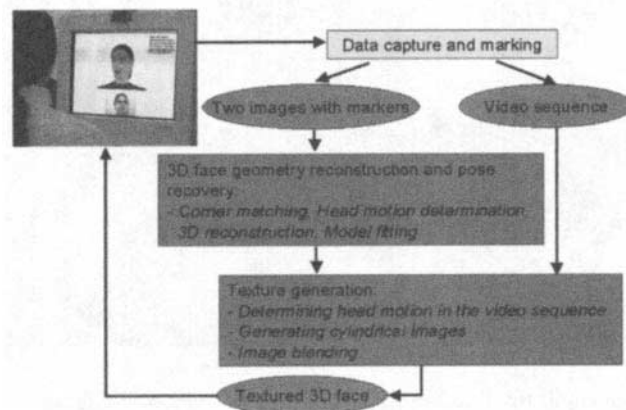 Data capture and marking
Two images with markers
Video sequence
3D face geometry reconstruction and pose
recovery:
- Corner matching, Head motion determination,
3D reconstruction, Model fitting
Texture generation:
- Determining head motion in the video sequence
- Generating cylindrical images
- Image blending
Textured 3D face